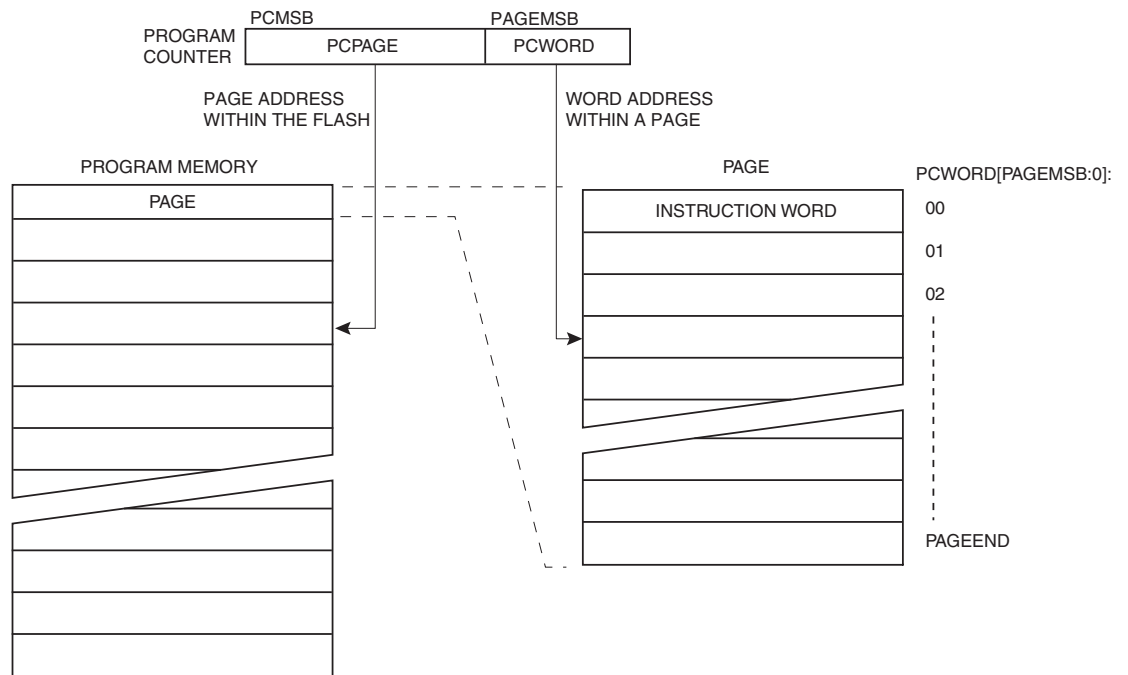 PCMSB
PAGEMSB
PROGRAM
COUNTER
PCPAGE
PCWORD
PAGE ADDRESS
WITHIN THE FLASH
WORD ADDRESS
WITHIN A PAGE
PROGRAM MEMORY
PAGE
PAGE
PCWORD[PAGEMSB:0]:
INSTRUCTION WORD
00
01
02
PAGEEND